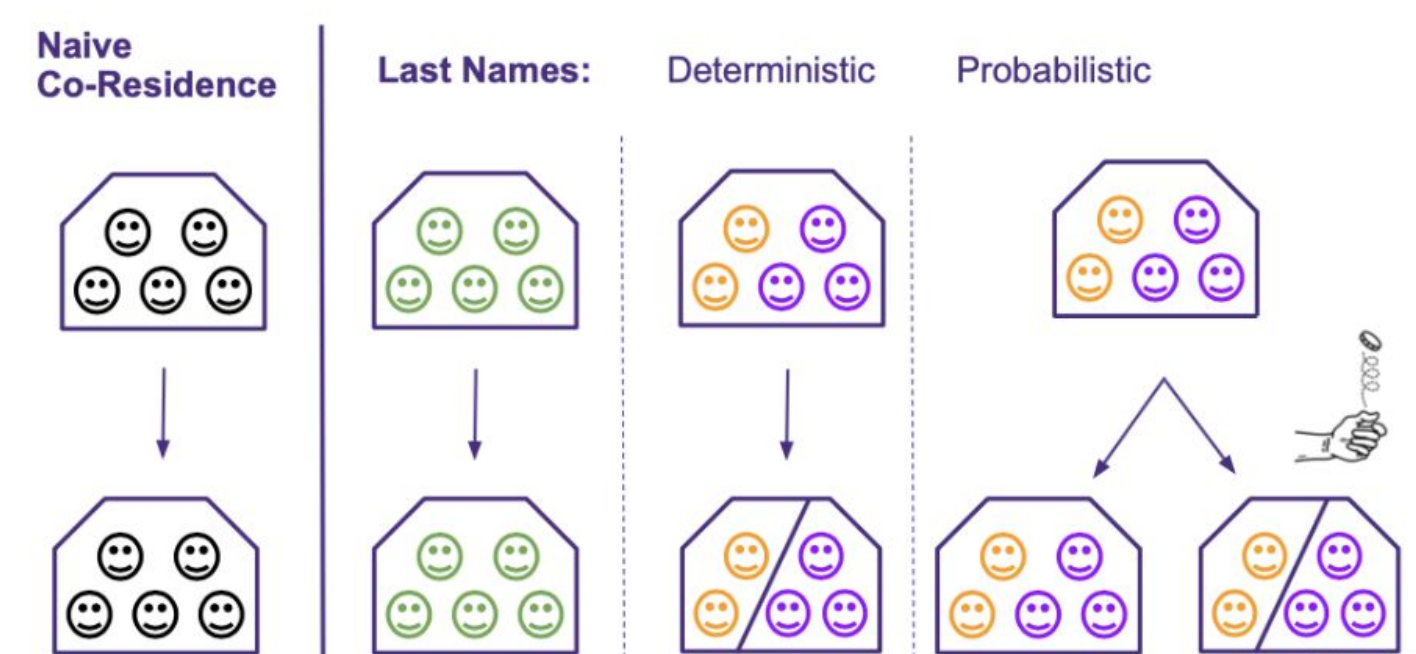 Naive
Co-Residence
Last Names:
Deterministic
Probabilistic